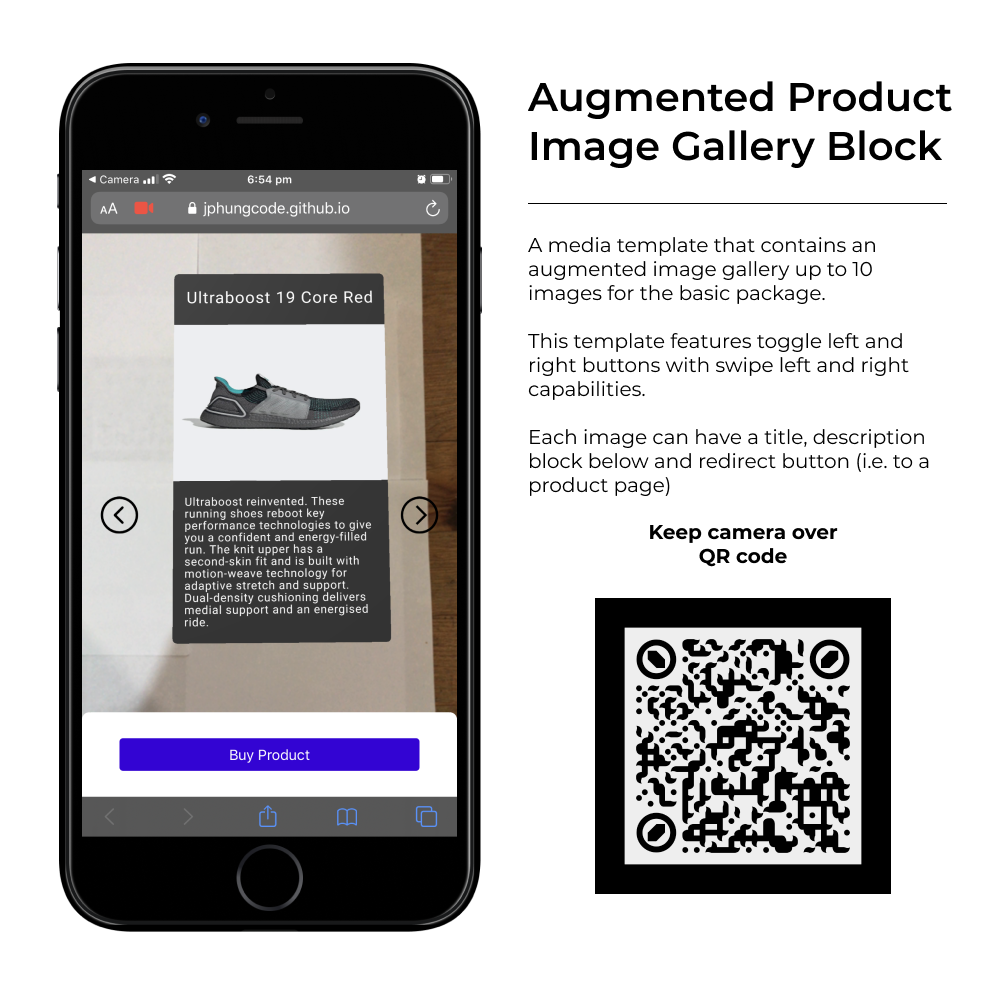 Augmented Product
Image Gallery Block
A media template that contains an
augmented image gallery up to 10
images for the basic package.
This template features toggle left and
right buttons with swipe left and right
capabilities.
Each image can have a title, description
block below and redirect button (i.e. to a
product page)
Keep camera over
QR code
Camera
6:54 pm
AA
jphungcode.github.io
Ultraboost 19 Core Red
Ultraboost reinvented. These
running shoes reboot key
performance technologies to give
you a confident and energy-filled
run. The knit upper has a
second-skin fit and is built with
motion-weave technology for
adaptive stretch and support.
Dual-density cushioning delivers
medial support and an energised
ride.
Buy Product